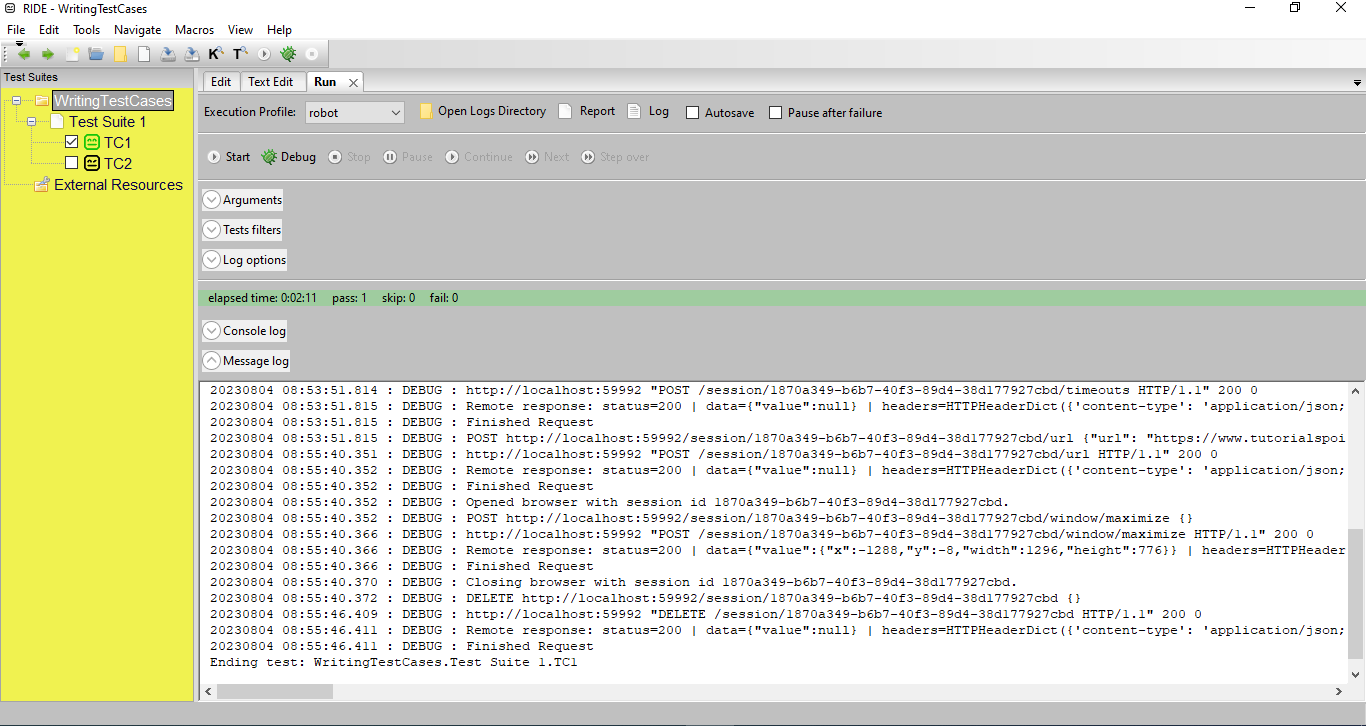 RIDE - WritingTestCases
File Edit Tools Navigate Macros View Help
K T
Test Suites
WritingTestCases
Test Suite 1
TC1
TC2
External Resources
Edit Text Edit Run
Execution Profile: robot Open Logs Directory Report Log Autosave Pause after failure
Start Debug Stop Pause Continue Next Step over
Arguments
Tests filters
Log options
elapsed time: 0:02:11 pass: 1 skip: 0 fail: 0
Console log
Message log
20230804 08:53:51.814 : DEBUG : http://localhost:59992 "POST /session/1870a349-b6b7-40f3-89d4-38d177927cbd/timeouts HTTP/1.1" 200 0
20230804 08:53:51.815 : DEBUG : Remote response: status=200 | data={"value":null} | headers=HTTPHeaderDict({'content-type': 'application/json;
20230804 08:53:51.815 : DEBUG : Finished Request
20230804 08:53:51.815 : DEBUG : POST http://localhost:59992/session/1870a349-b6b7-40f3-89d4-38d177927cbd/url {"url": "https://www.tutorialspoi
20230804 08:55:40.351 : DEBUG : http://localhost:59992 "POST /session/1870a349-b6b7-40f3-89d4-38d177927cbd/url HTTP/1.1" 200 0
20230804 08:55:40.352 : DEBUG : Remote response: status=200 | data={"value":null} | headers=HTTPHeaderDict({'content-type': 'application/json;
20230804 08:55:40.352 : DEBUG : Finished Request
20230804 08:55:40.352 : DEBUG : Opened browser with session id 1870a349-b6b7-40f3-89d4-38d177927cbd.
20230804 08:55:40.352 : DEBUG : POST http://localhost:59992/session/1870a349-b6b7-40f3-89d4-38d177927cbd/window/maximize {}
20230804 08:55:40.366 : DEBUG : http://localhost:59992 "POST /session/1870a349-b6b7-40f3-89d4-38d177927cbd/window/maximize HTTP/1.1" 200 0
20230804 08:55:40.366 : DEBUG : Remote response: status=200 | data={"value":{"x":-1288,"y":-8,"width":1296,"height":776}} | headers=HTTPHeader
20230804 08:55:40.366 : DEBUG : Finished Request
20230804 08:55:40.370 : DEBUG : Closing browser with session id 1870a349-b6b7-40f3-89d4-38d177927cbd.
20230804 08:55:40.372 : DEBUG : DELETE http://localhost:59992/session/1870a349-b6b7-40f3-89d4-38d177927cbd {}
20230804 08:55:46.409 : DEBUG : http://localhost:59992 "DELETE /session/1870a349-b6b7-40f3-89d4-38d177927cbd HTTP/1.1" 200 0
20230804 08:55:46.411 : DEBUG : Remote response: status=200 | data={"value":null} | headers=HTTPHeaderDict({'content-type': 'application/json;
20230804 08:55:46.411 : DEBUG : Finished Request
Ending test: WritingTestCases.Test Suite 1.TC1